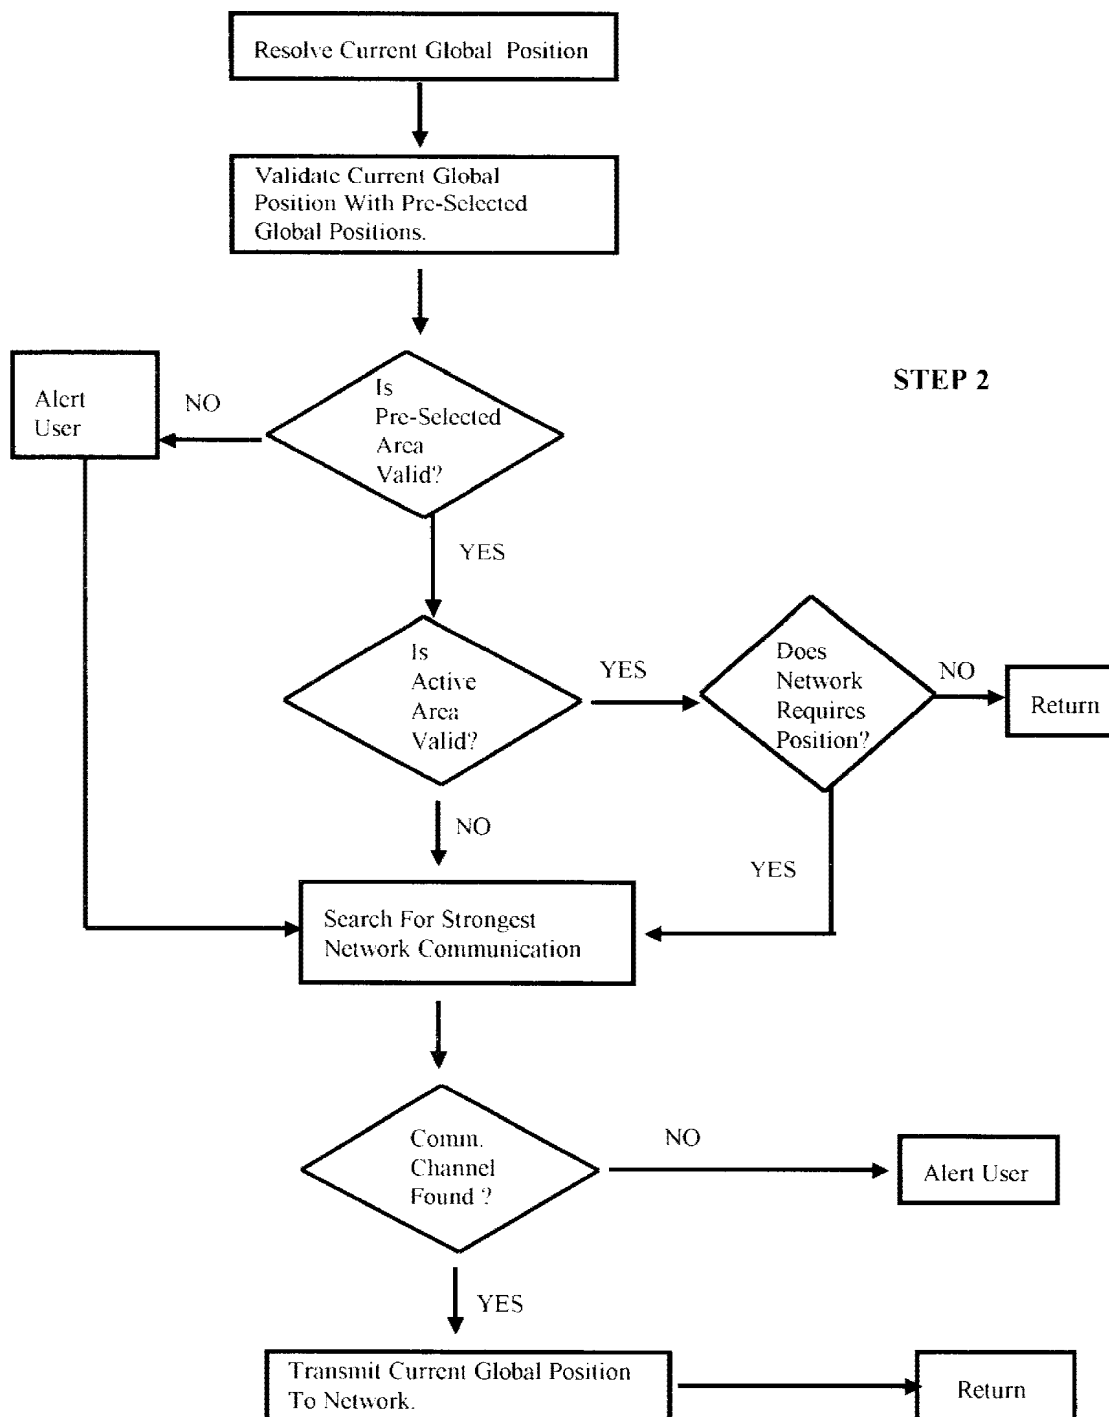 Resolve Current Global Position
Validate Current Global
Position With Pre-Selected
Global Positions.
STEP 2
Alert
User
NO
Is
Pre-Selected
Area
Valid?
YES
Is
Active
Area
Valid?
YES
Does
Network
Requires
Position?
NO
Return
NO
YES
Search For Strongest
Network Communication
Comm.
Channel
Found ?
NO
Alert User
YES
Transmit Current Global Position
To Network.
Return